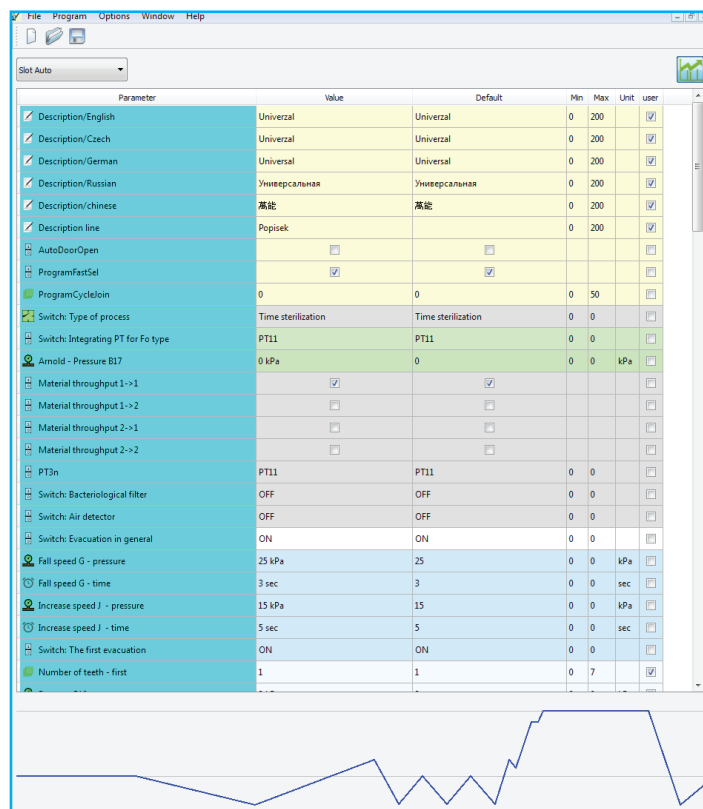 File Program Options Window Help
Slot Auto
Parameter Value Default Min Max Unit user
Description/English Univerzal Univerzal 0 200
Description/Czech Univerzal Univerzal 0 200
Description/German Universal Universal 0 200
Description/Russian Универсальная Универсальная 0 200
Description/chinese 萬能 萬能 0 200
Description line Popisek 0 200
AutoDoorOpen
ProgramFastSel
ProgramCycleJoin 0 0 0 50
Switch: Type of process Time sterilization Time sterilization 0 0
Switch: Integrating PT for Fo type PT11 PT11 0 0
Arnold - Pressure B17 0 kPa 0 0 0 kPa
Material throughput 1->1
Material throughput 1->2
Material throughput 2->1
Material throughput 2->2
PT3n PT11 PT11 0 0
Switch: Bacteriological filter OFF OFF 0 0
Switch: Air detector OFF OFF 0 0
Switch: Evacuation in general ON ON 0 0
Fall speed G - pressure 25 kPa 25 0 0 kPa
Fall speed G - time 3 sec 3 0 0 sec
Increase speed J - pressure 15 kPa 15 0 0 kPa
Increase speed J - time 5 sec 5 0 0 sec
Switch: The first evacuation ON ON 0 0
Number of teeth - first 1 1 0 7